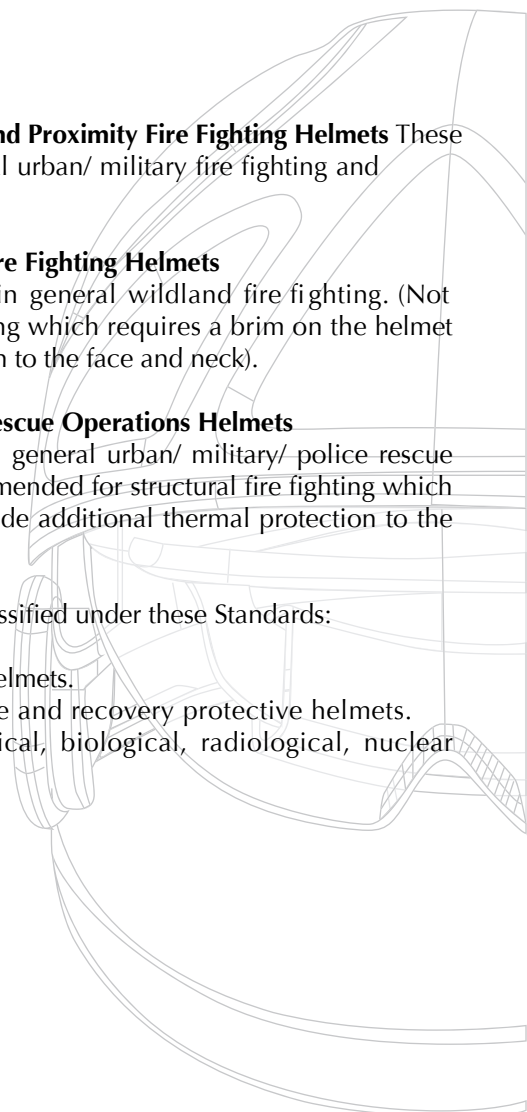 nd Proximity Fire Fighting Helmets These
l urban/ military fire fighting and
re Fighting Helmets
in general wildland fire fighting. (Not
ng which requires a brim on the helmet
n to the face and neck).
escue Operations Helmets
general urban/ military/ police rescue
mended for structural fire fighting which
de additional thermal protection to the
ssified under these Standards:
elmets.
e and recovery protective helmets.
ical, biological, radiological, nuclear